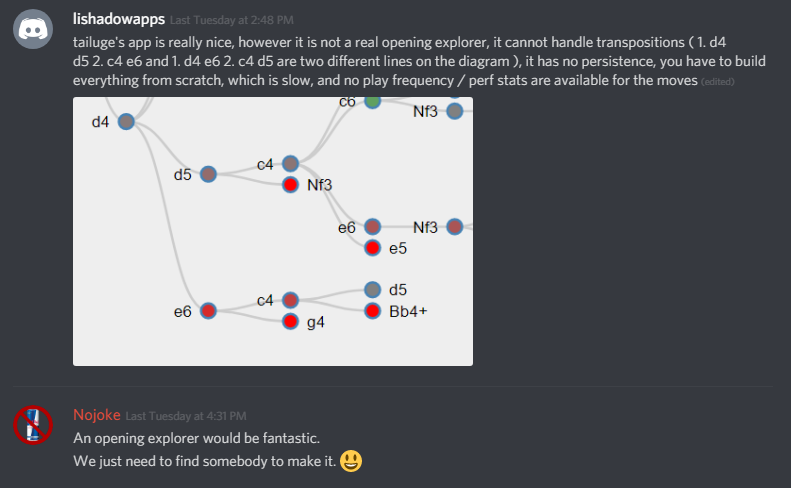 lishadowapps Last Tuesday at 2:48 PM
tailuge's app is really nice, however it is not a real opening explorer, it cannot handle transpositions ( 1. d4
d5 2. c4 e6 and 1. d4 e6 2. c4 d5 are two different lines on the diagram ), it has no persistence, you have to build
everything from scratch, which is slow, and no play frequency / perf stats are available for the moves (edited)
c6
Nf3
d4
d5
c4
Nf3
e6
Nf3
e5
e6
c4
d5
g4
Bb4+
Nojoke Last Tuesday at 4:31 PM
An opening explorer would be fantastic.
We just need to find somebody to make it.